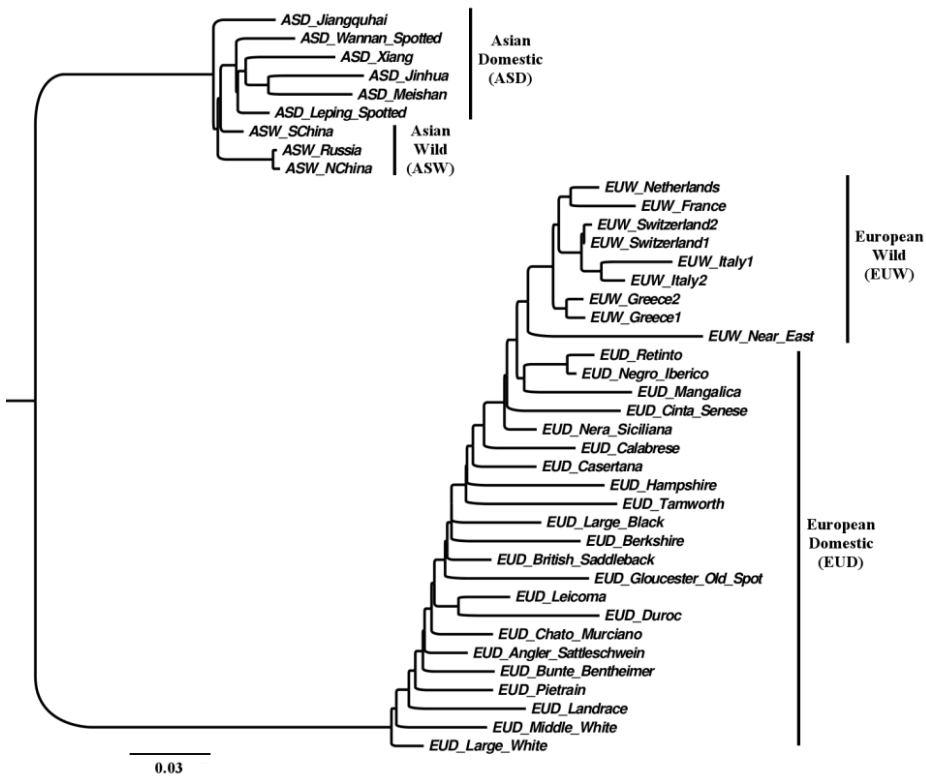 ASD_Jiangquhai
ASD_Wannan_Spotted
ASD_Xiang
ASD_Jinhua
ASD_Meishan
ASD_Leping_Spotted
Asian
Domestic
(ASD)
ASW_SChina
ASW_Russia
ASW_NChina
Asian
Wild
(ASW)
EUW_Netherlands
EUW_France
EUW_Switzerland2
EUW_Switzerland1
EUW_Italy1
EUW_Italy2
EUW_Greece2
EUW_Greece1
EUW_Near_East
European
Wild
(EUW)
EUD_Retinto
EUD_Negro_Iberico
EUD_Mangalica
EUD_Cinta_Senese
EUD_Nera_Siciliana
EUD_Calabrese
EUD_Casertana
EUD_Hampshire
EUD_Tamworth
EUD_Large_Black
EUD_Berkshire
EUD_British_Saddleback
EUD_Gloucester_Old_Spot
EUD_Leicoma
EUD_Duroc
EUD_Chato_Murciano
EUD_Angler_Sattleschwein
EUD_Bunte_Bentheimer
EUD_Pietrain
EUD_Landrace
EUD_Middle_White
EUD_Large_White
European
Domestic
(EUD)
0.03